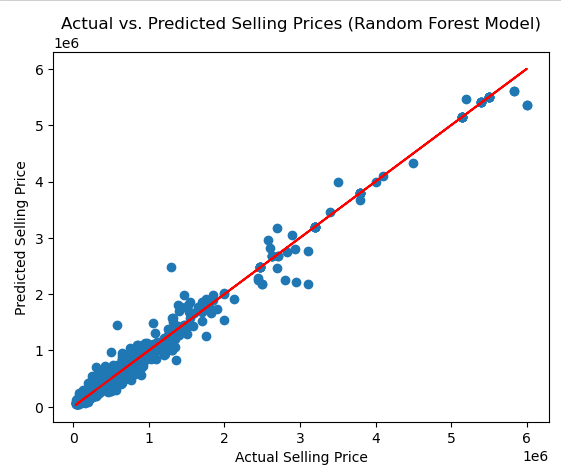 Actual vs. Predicted Selling Prices (Random Forest Model)
1e6
6
5
4
3
2
1
0
Predicted Selling Price
0 1 2 3 4 5 6
1e6
Actual Selling Price